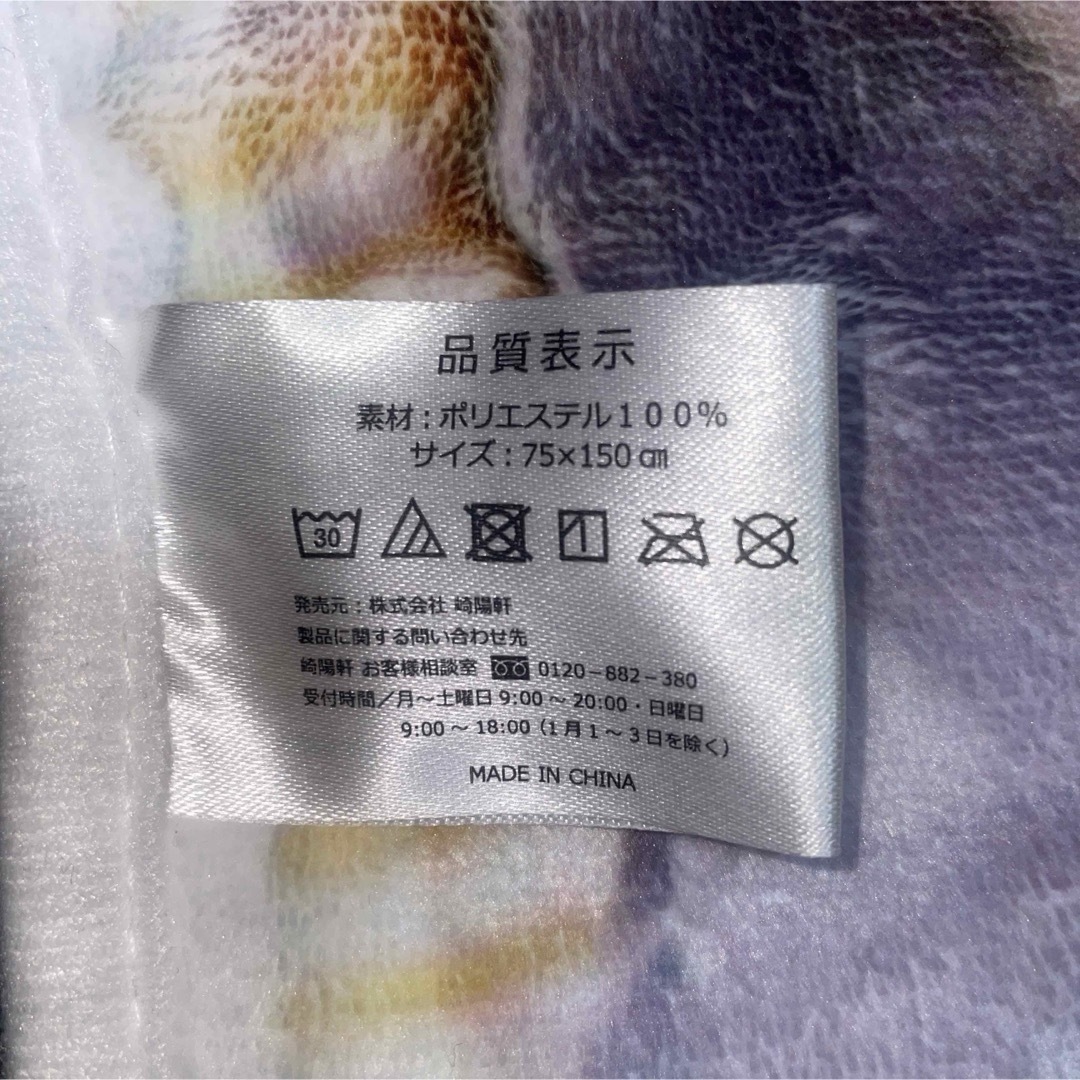 品質表示
素材：ポリエステル１００％
サイズ：75×150㎝
30
発売元：株式会社 崎陽軒
製品に関する問い合わせ先
崎陽軒 お客様相談室 0120－882－380
受付時間／月～土曜日 9:00～20:00・日曜日
9:00～18:00（1月1～3日を除く）
MADE IN CHINA